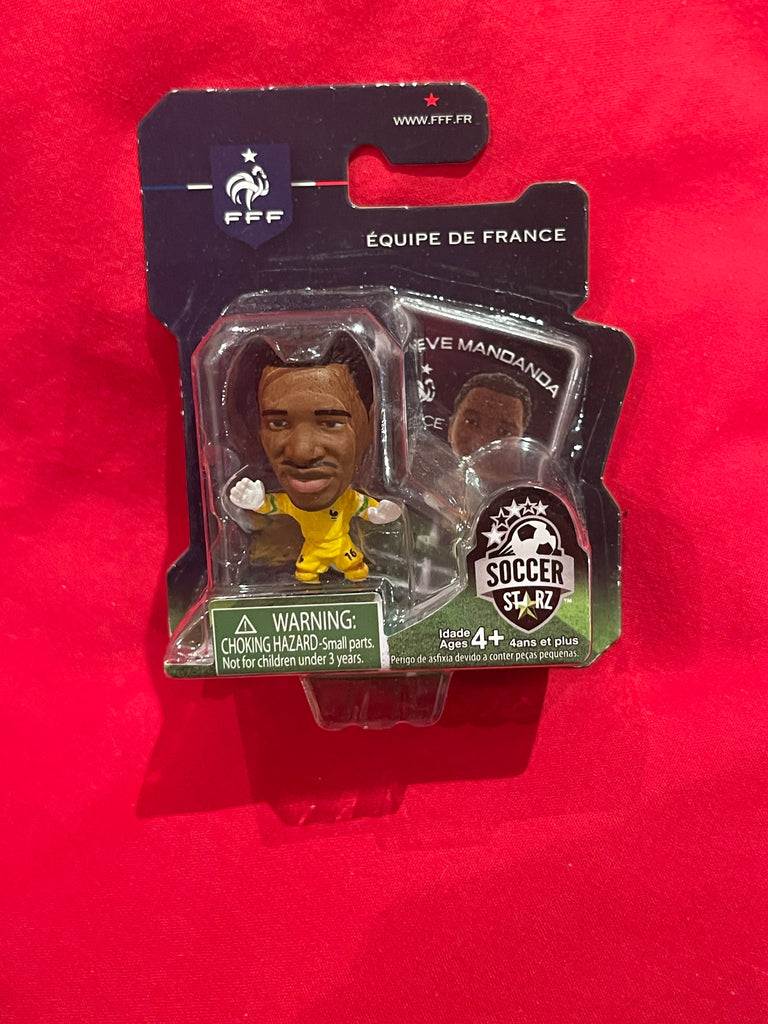 WWW.FFF.FR
FFF
ÉQUIPE DE FRANCE
EVE MANDANDA
CE
16
SOCCER
STARZ™
WARNING:
CHOKING HAZARD-Small parts.
Not for children under 3 years.
Idade
Ages 4+ 4ans et plus
Perigo de asfixia devido a conter peças pequenas.